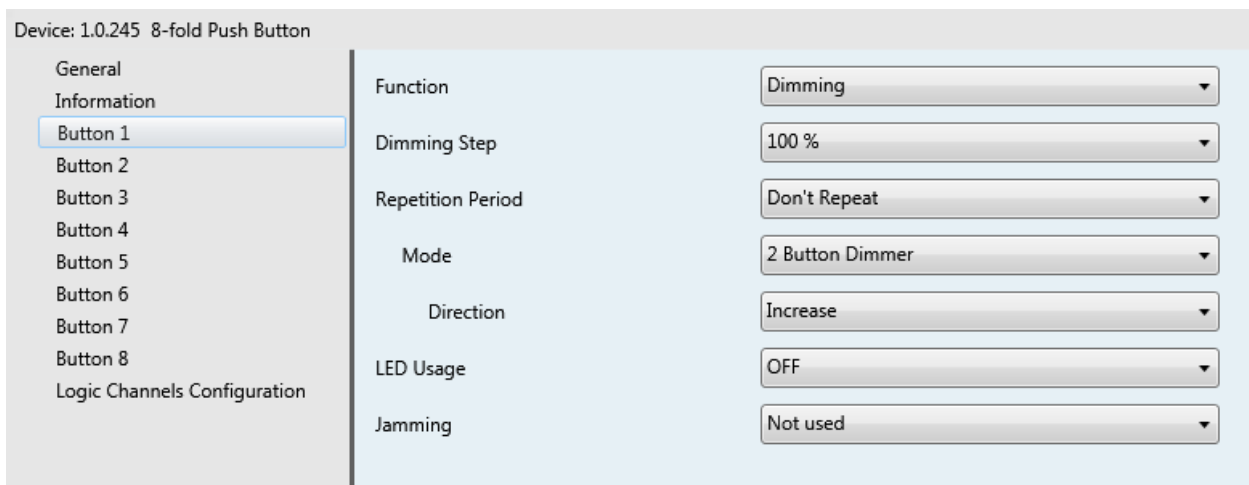 Device: 1.0.245 8-fold Push Button
General
Information
Button 1
Button 2
Button 3
Button 4
Button 5
Button 6
Button 7
Button 8
Logic Channels Configuration
Function Dimming
Dimming Step 100 %
Repetition Period Don't Repeat
Mode 2 Button Dimmer
Direction Increase
LED Usage OFF
Jamming Not used